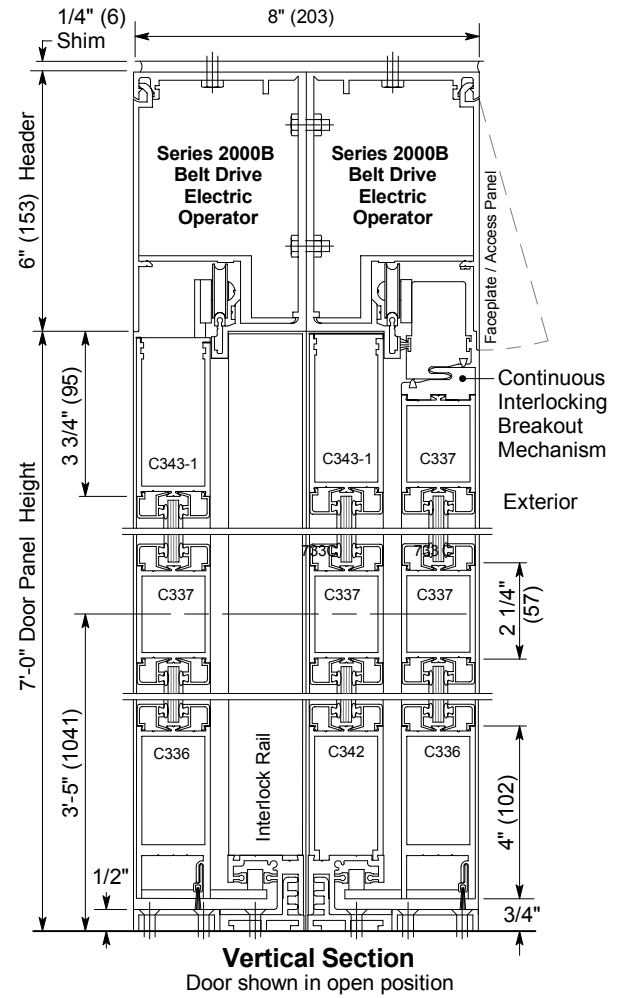 1/4" (6)
Shim
8" (203)
6" (153) Header
Series 2000B
Belt Drive
Electric
Operator
Series 2000B
Belt Drive
Electric
Operator
Faceplate / Access Panel
3 3/4" (95)
C343-1
C343-1
C337
Continuous
Interlocking
Breakout
Mechanism
Exterior
7'-0" Door Panel Height
733C
733 C
C337
C337
C337
2 1/4"
(57)
3'-5" (1041)
C336
Interlock Rail
C342
C336
4" (102)
1/2"
3/4"
Vertical Section
Door shown in open position